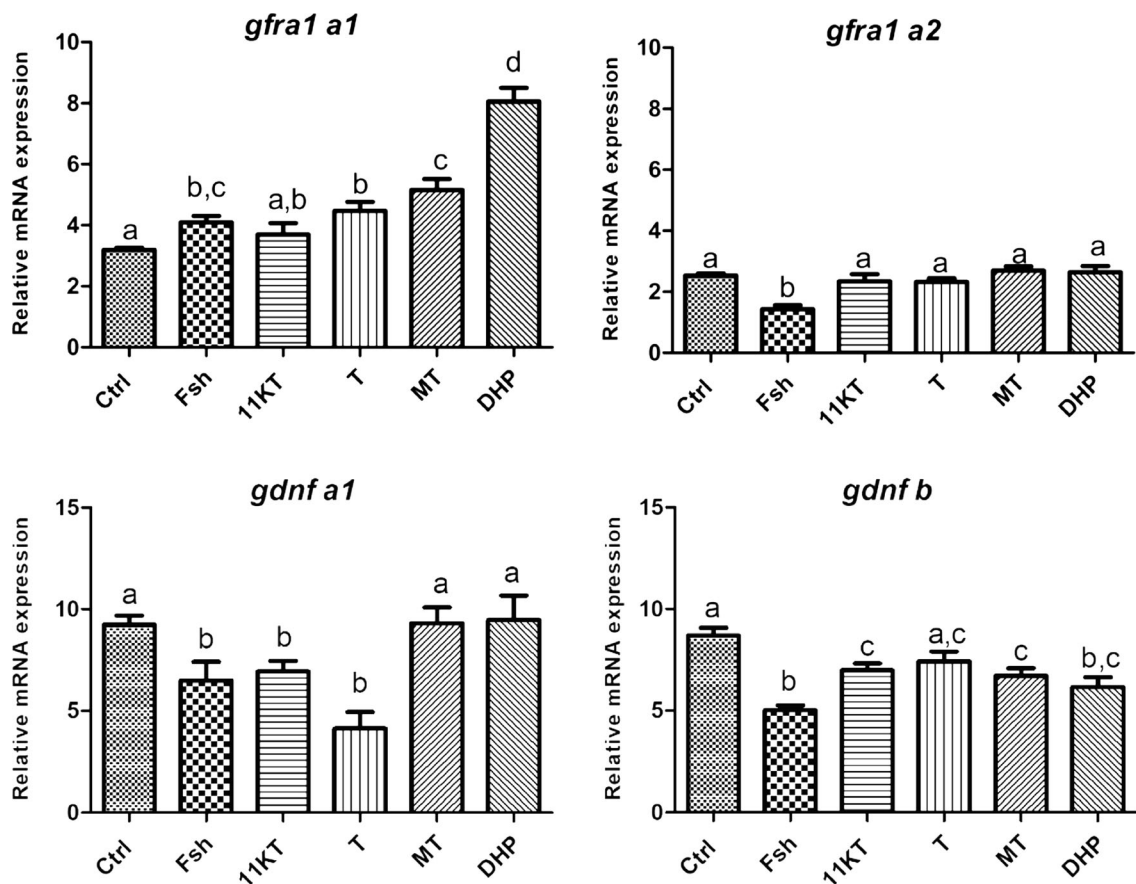 gfra1 a1
Relative mRNA expression
10
8
6
4
2
0
a
b,c
a,b
b
c
d
Ctrl
Fsh
11KT
T
MT
DHP
gfra1 a2
Relative mRNA expression
10
8
6
4
2
0
a
b
a
a
a
a
Ctrl
Fsh
11KT
T
MT
DHP
gdnf a1
Relative mRNA expression
15
10
5
0
a
b
b
b
a
a
Ctrl
Fsh
11KT
T
MT
DHP
gdnf b
Relative mRNA expression
15
10
5
0
a
b
c
a,c
c
b,c
Ctrl
Fsh
11KT
T
MT
DHP